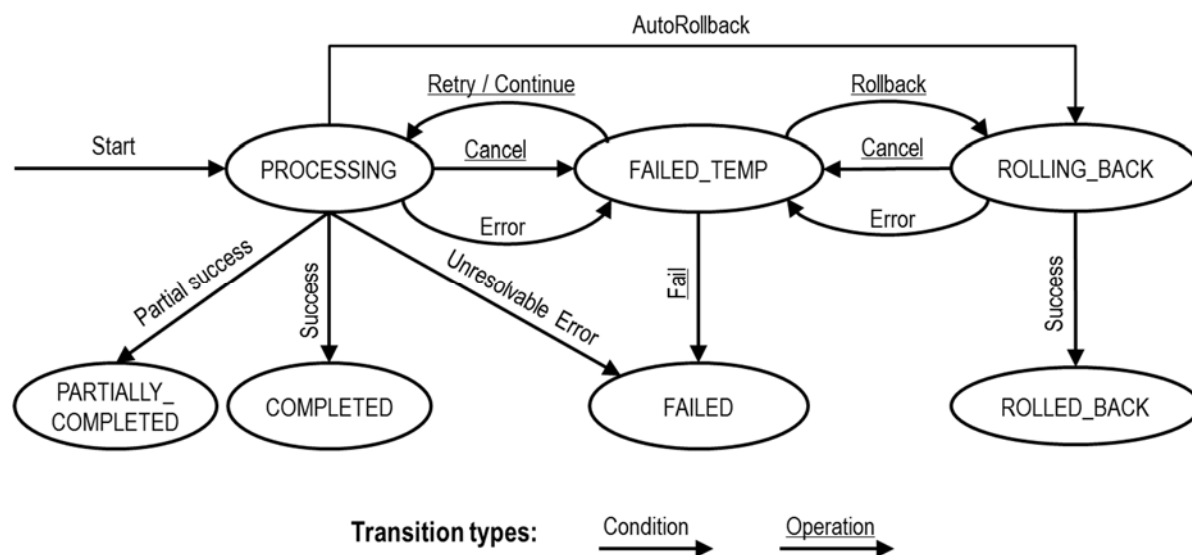 AutoRollback
Retry / Continue
Rollback
Start
PROCESSING
Cancel
FAILED_TEMP
Cancel
ROLLING_BACK
Error
Error
Partial success
Success
Unresolvable Error
Fail
Success
PARTIALLY_
COMPLETED
COMPLETED
FAILED
ROLLED_BACK
Transition types:
Condition
Operation